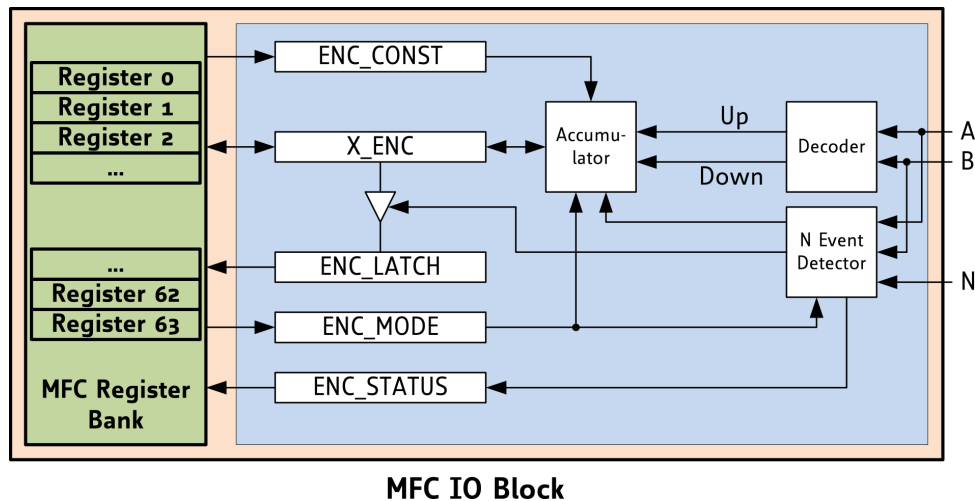 ENC_CONST
Register 0
Register 1
Register 2
...
X_ENC
Accumu-
lator
Up
Down
Decoder
A
B
N Event
Detector
N
...
Register 62
Register 63
ENC_LATCH
ENC_MODE
ENC_STATUS
MFC Register
Bank
MFC IO Block